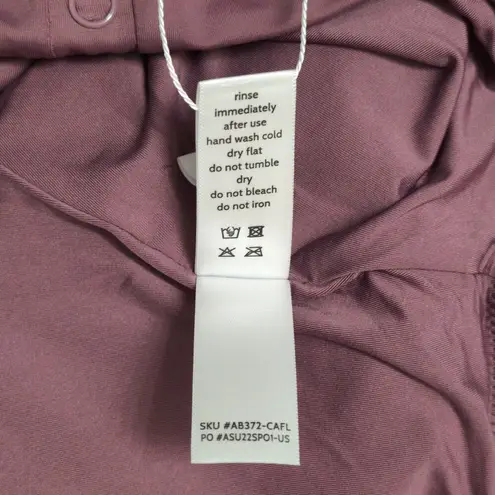 rinse
immediately
after use
hand wash cold
dry flat
do not tumble
dry
do not bleach
do not iron
SKU #AB372-CAFL
PO #ASU22SPO1-US